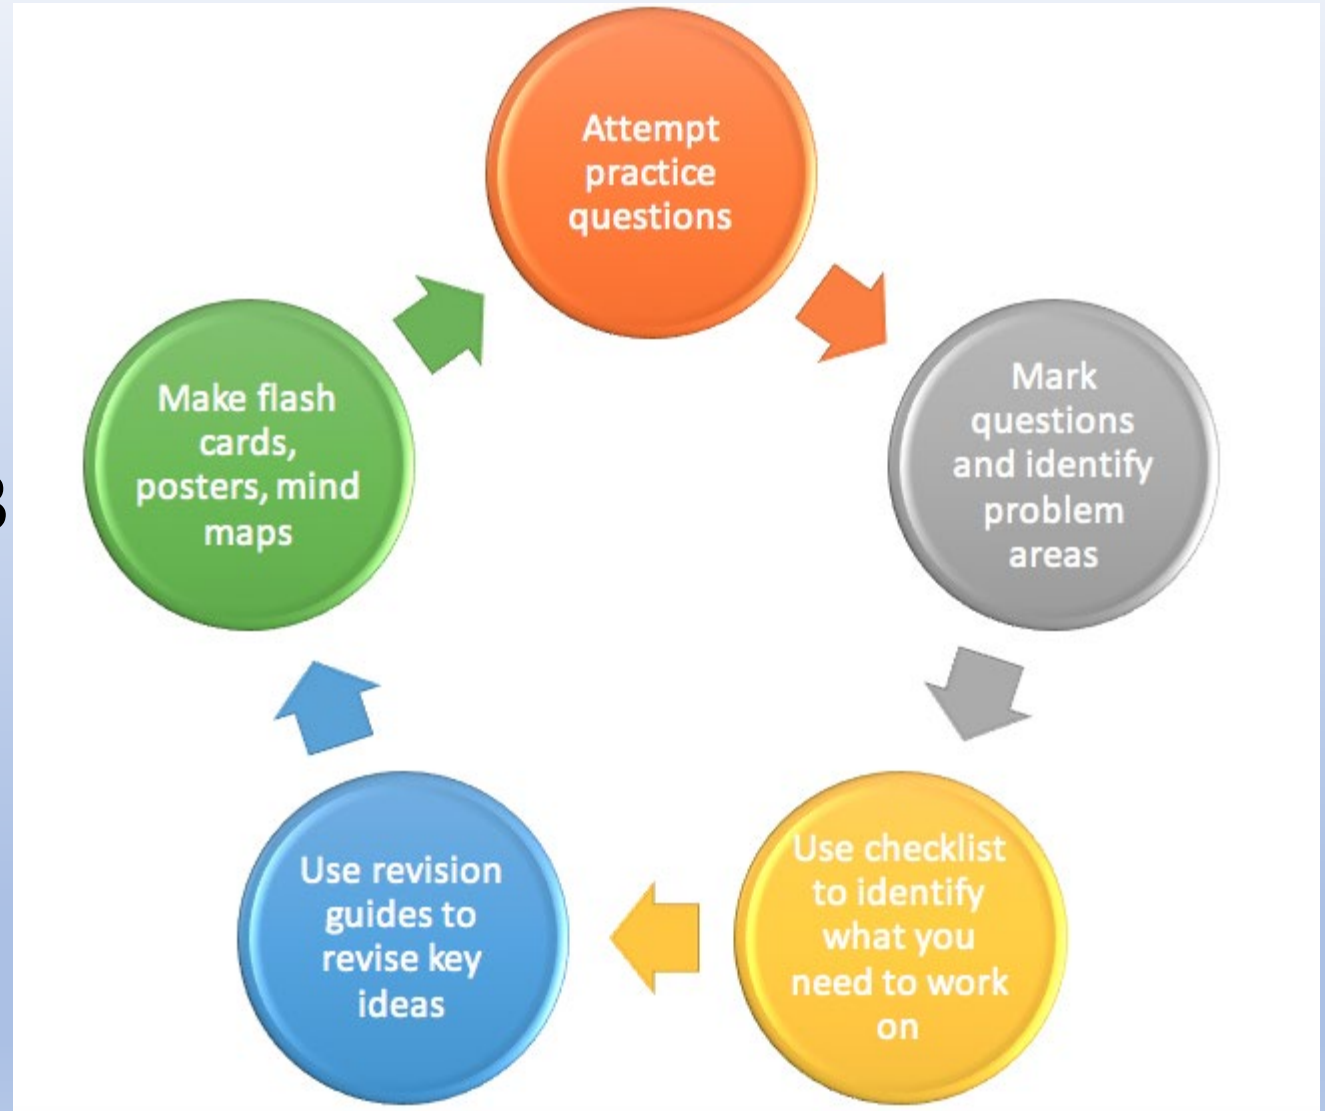 Attempt
practice
questions
Mark
questions
and identify
problem
areas
Use checklist
to identify
what you
need to work
on
Use revision
guides to
revise key
ideas
Make flash
cards,
posters, mind
maps